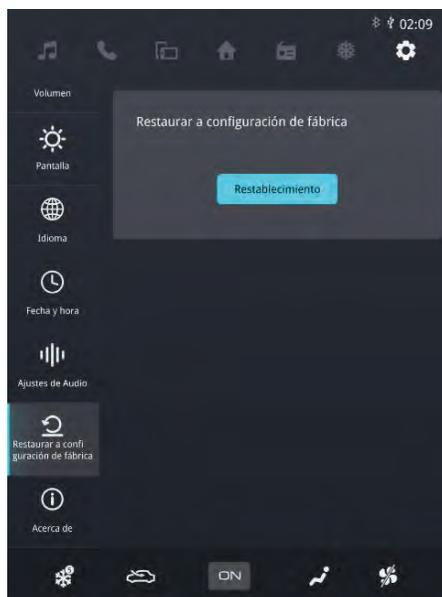 02:09
Volumen
Restaurar a configuración de fábrica
Pantalla
Restablecimiento
Idioma
Fecha y hora
Ajustes de Audio
Restaurar a confi
guración de fábrica
Acerca de
ON